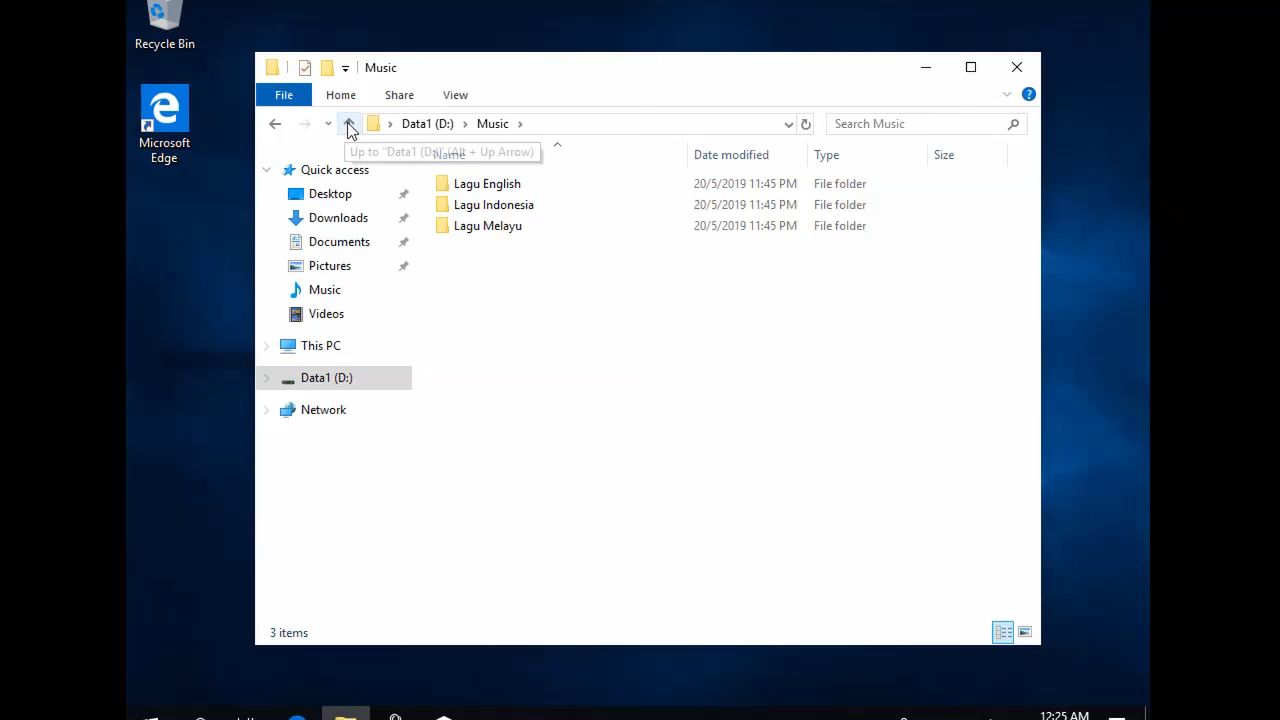 Recycle Bin
Microsoft
Edge
Music
File
Home
Share
View
Data1 (D:)
Music
Search Music
Up to "Data1 (D:)" (Alt + Up Arrow)
Name
Date modified
Type
Size
Quick access
Desktop
Downloads
Documents
Pictures
Music
Videos
This PC
Data1 (D:)
Network
Lagu English 20/5/2019 11:45 PM File folder
Lagu Indonesia 20/5/2019 11:45 PM File folder
Lagu Melayu 20/5/2019 11:45 PM File folder
3 items
12:25 AM